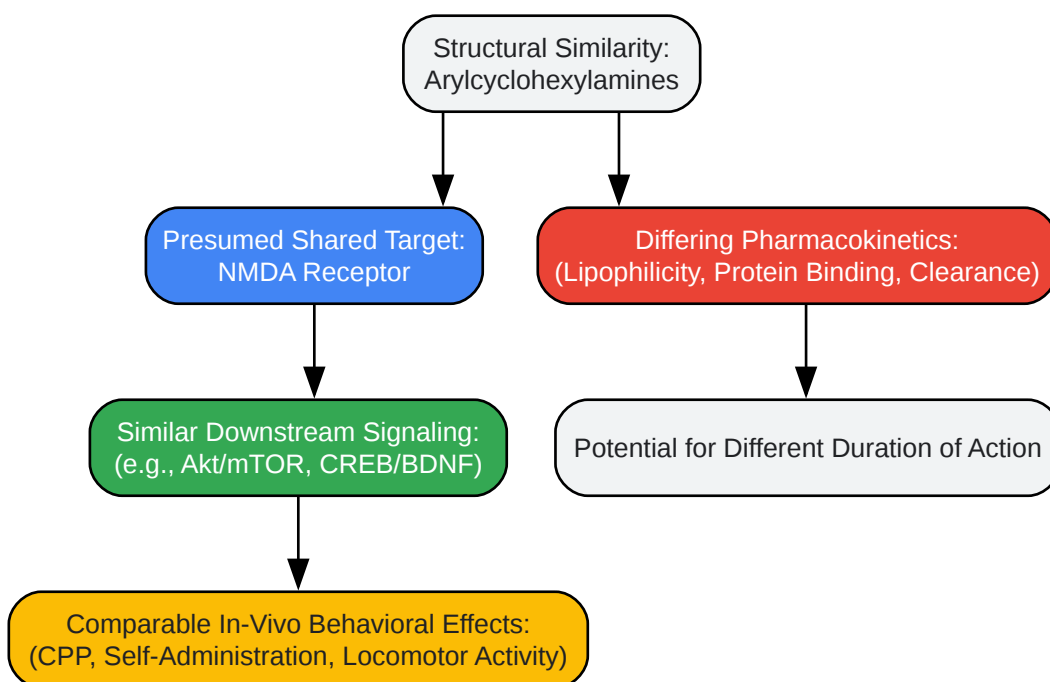 Structural Similarity:
Arylcyclohexylamines
Presumed Shared Target:
NMDA Receptor
Differing Pharmacokinetics:
(Lipophilicity, Protein Binding, Clearance)
Similar Downstream Signaling:
(e.g., Akt/mTOR, CREB/BDNF)
Potential for Different Duration of Action
Comparable In-Vivo Behavioral Effects:
(CPP, Self-Administration, Locomotor Activity)